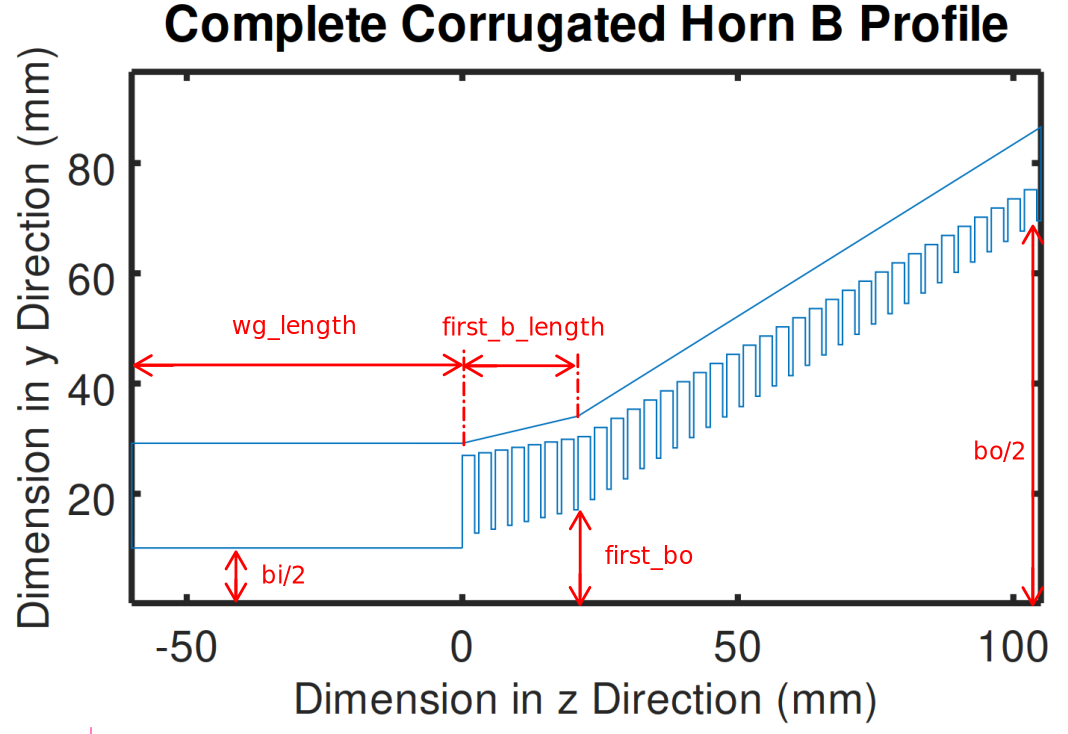 Complete Corrugated Horn B Profile
Dimension in y Direction (mm)
80
60
40
20
wg_length
first_b_length
bo/2
first_bo
bi/2
-50
0
50
100
Dimension in z Direction (mm)